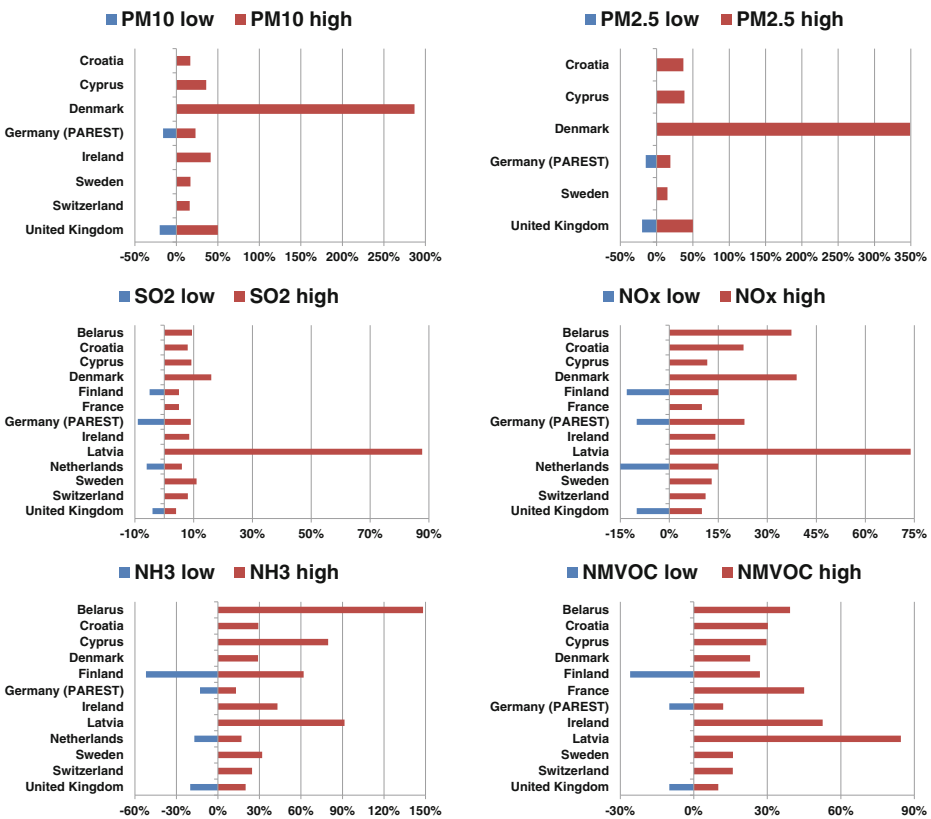 PM10 low PM10 high
Croatia
Cyprus
Denmark
Germany (PAREST)
Ireland
Sweden
Switzerland
United Kingdom
-50% 0% 50% 100% 150% 200% 250% 300%
PM2.5 low PM2.5 high
Croatia
Cyprus
Denmark
Germany (PAREST)
Sweden
United Kingdom
-50% 0% 50% 100% 150% 200% 250% 300% 350%
SO2 low SO2 high
Belarus
Croatia
Cyprus
Denmark
Finland
France
Germany (PAREST)
Ireland
Latvia
Netherlands
Sweden
Switzerland
United Kingdom
-10% 10% 30% 50% 70% 90%
NOx low NOx high
Belarus
Croatia
Cyprus
Denmark
Finland
France
Germany (PAREST)
Ireland
Latvia
Netherlands
Sweden
Switzerland
United Kingdom
-15% 0% 15% 30% 45% 60% 75%
NH3 low NH3 high
Belarus
Croatia
Cyprus
Denmark
Finland
Germany (PAREST)
Ireland
Latvia
Netherlands
Sweden
Switzerland
United Kingdom
-60% -30% 0% 30% 60% 90% 120% 150%
NMVOC low NMVOC high
Belarus
Croatia
Cyprus
Denmark
Finland
France
Germany (PAREST)
Ireland
Latvia
Sweden
Switzerland
United Kingdom
-30% 0% 30% 60% 90%